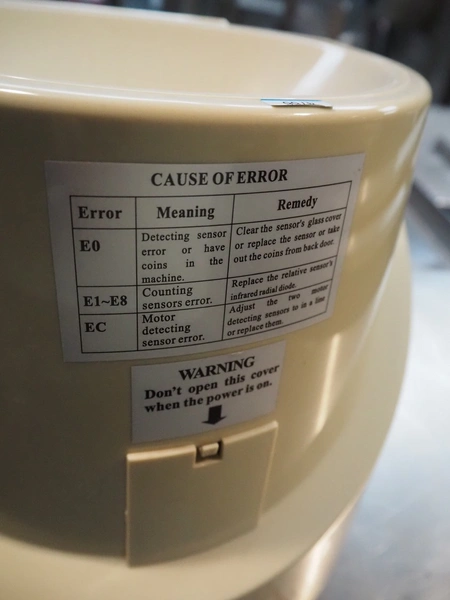 CAUSE OF ERROR
Error
Meaning
Remedy
E0
Detecting sensor
error or have
coins in the
machine.
Clear the sensor's glass cover
or replace the sensor or take
out the coins from back door.
E1~E8
Counting
sensors error.
Replace the relative sensor's
infrared radial diode.
EC
Motor
detecting
sensor error.
Adjust the two motor
detecting sensors to in a line
or replace them.
WARNING
Don't open this cover
when the power is on.